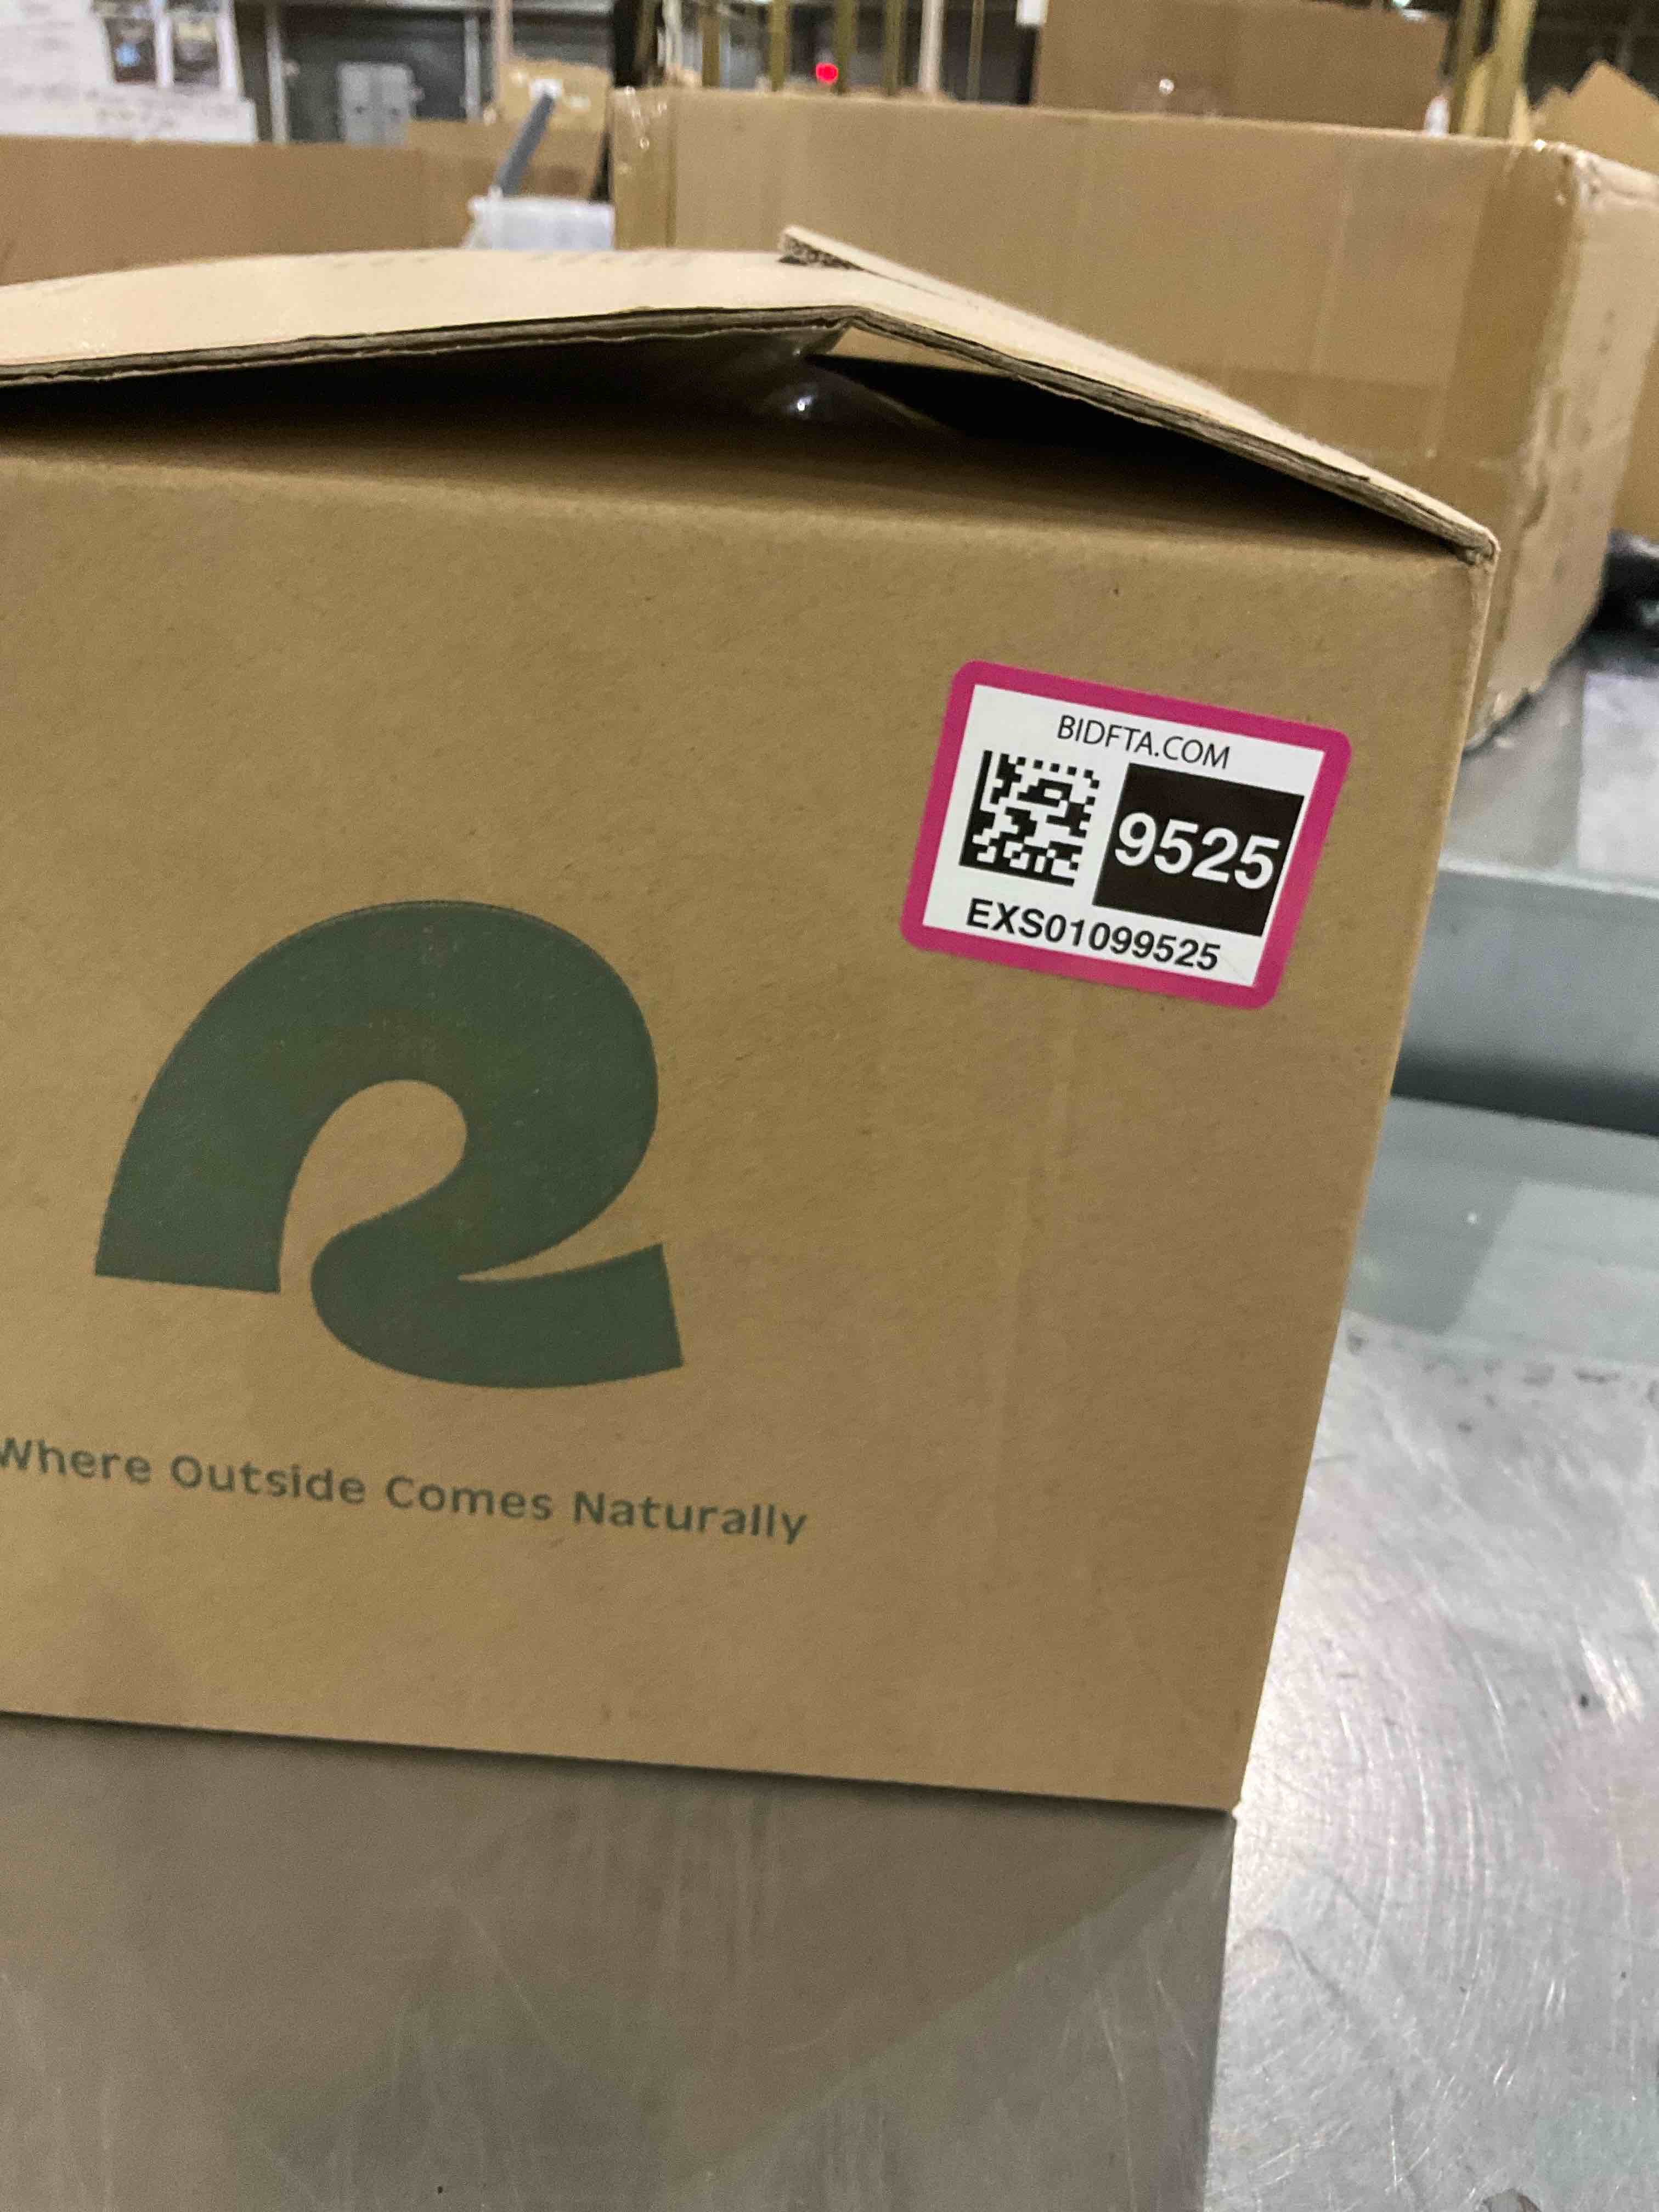 BIDFTA.COM
9525
EXS01099525
Where Outside Comes Naturally